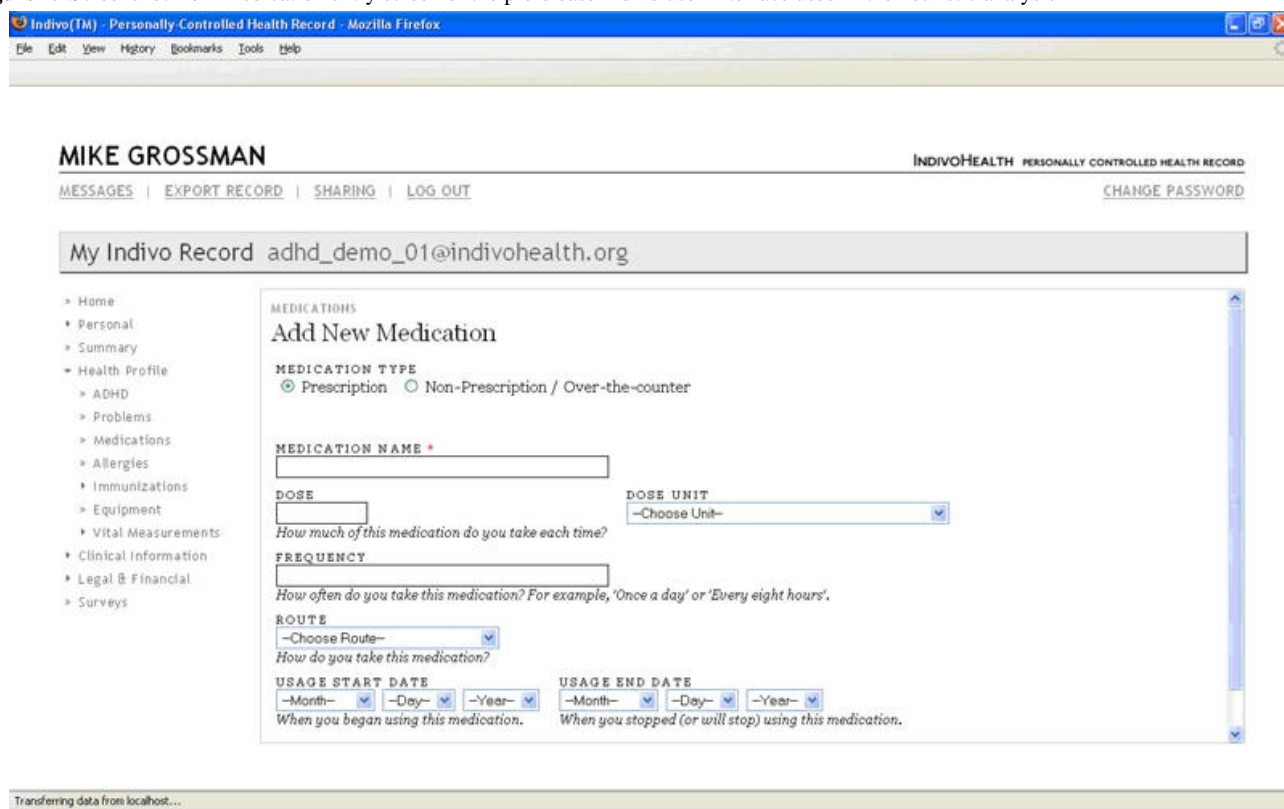 Indivo(TM) - Personally-Controlled Health Record - Mozilla Firefox
File Edit View History Bookmarks Tools Help
MIKE GROSSMAN
INDIVOHEALTH PERSONALLY CONTROLLED HEALTH RECORD
MESSAGES | EXPORT RECORD | SHARING | LOG OUT
CHANGE PASSWORD
My Indivo Record adhd_demo_01@indivohealth.org
Home
Personal
Summary
Health Profile
ADHD
Problems
Medications
Allergies
Immunizations
Equipment
Vital Measurements
Clinical Information
Legal & Financial
Surveys
MEDICATIONS
Add New Medication
MEDICATION TYPE
Prescription Non-Prescription / Over-the-counter
MEDICATION NAME *
DOSE DOSE UNIT
--Choose Unit--
How much of this medication do you take each time?
FREQUENCY
How often do you take this medication? For example, 'Once a day' or 'Every eight hours'.
ROUTE
--Choose Route--
How do you take this medication?
USAGE START DATE USAGE END DATE
--Month-- --Day-- --Year-- --Month-- --Day-- --Year--
When you began using this medication. When you stopped (or will stop) using this medication.
Transferring data from localhost...